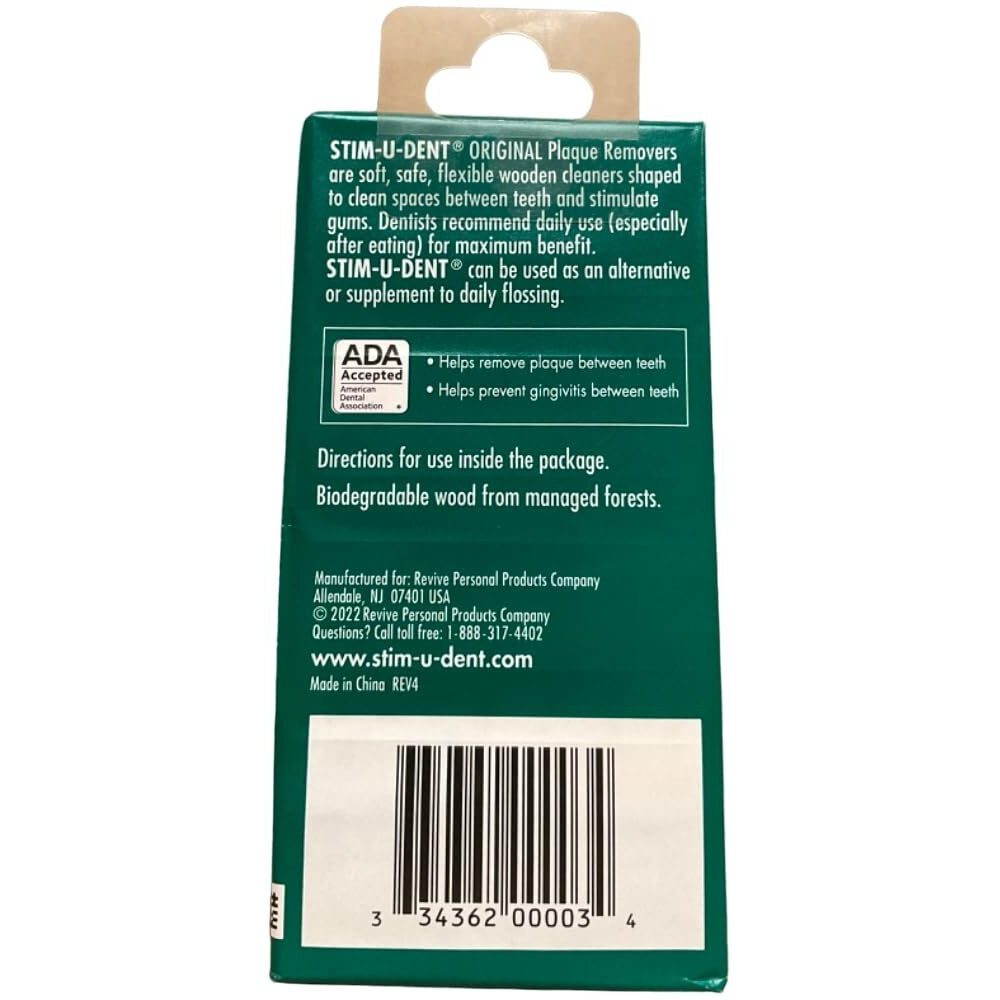 STIM-U-DENT® ORIGINAL Plaque Removers
are soft, safe, flexible wooden cleaners shaped
to clean spaces between teeth and stimulate
gums. Dentists recommend daily use (especially
after eating) for maximum benefit.
STIM-U-DENT® can be used as an alternative
or supplement to daily flossing.
ADA
Accepted
American
Dental
Association
• Helps remove plaque between teeth
• Helps prevent gingivitis between teeth
Directions for use inside the package.
Biodegradable wood from managed forests.
Manufactured for: Revive Personal Products Company
Allendale, NJ 07401 USA
© 2022 Revive Personal Products Company
Questions? Call toll free: 1-888-317-4402
www.stim-u-dent.com
Made in China REV4
3 34362 00003 4